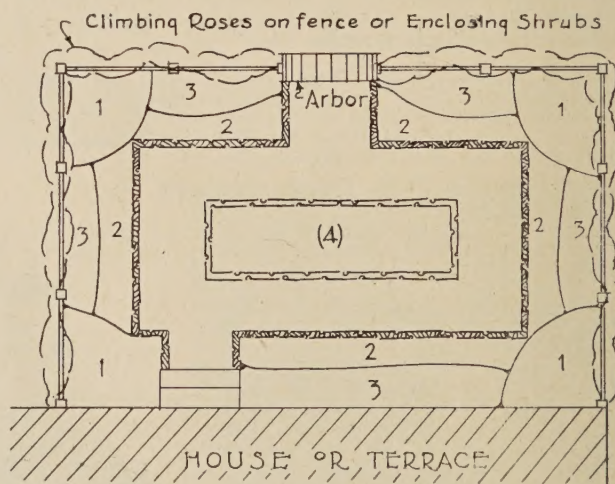 Climbing Roses on fence or Enclosing Shrubs
1 3 3 1
Arbor
2 2
(4)
3 2 2 3
1 2 1
3
HOUSE OR TERRACE